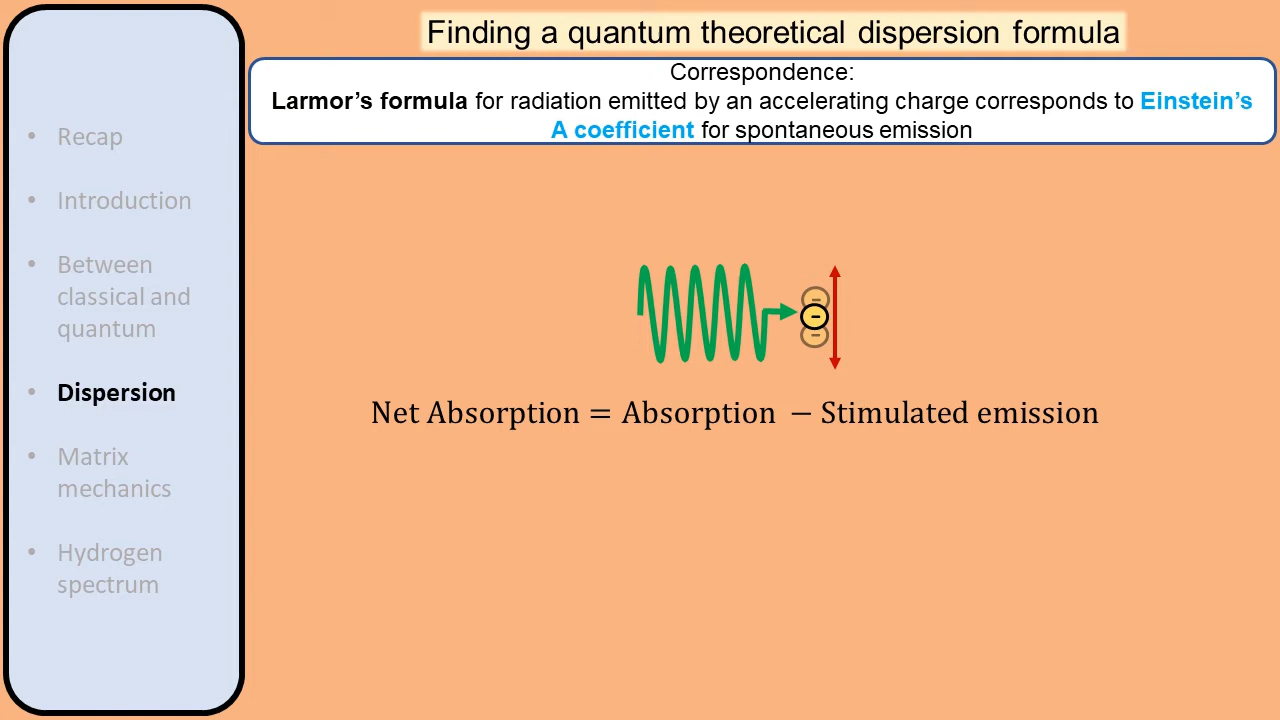 Finding a quantum theoretical dispersion formula
Correspondence:
Larmor’s formula for radiation emitted by an accelerating charge corresponds to Einstein’s
A coefficient for spontaneous emission
• Recap
• Introduction
• Between
classical and
quantum
• Dispersion
• Matrix
mechanics
• Hydrogen
spectrum
−
−
−
Net Absorption = Absorption − Stimulated emission